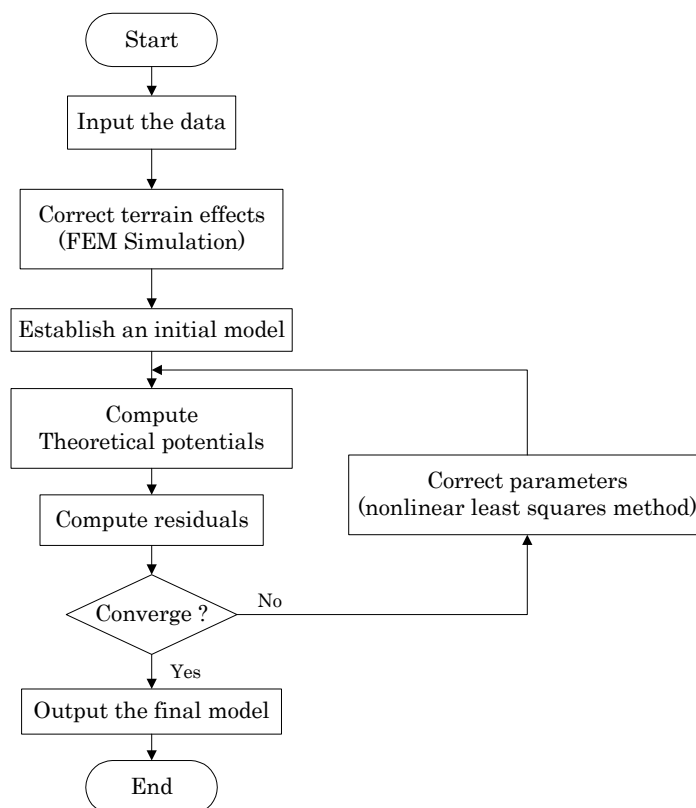 Start
Input the data
Correct terrain effects
(FEM Simulation)
Establish an initial model
Compute
Theoretical potentials
Correct parameters
(nonlinear least squares method)
Compute residuals
Converge ?
No
Yes
Output the final model
End